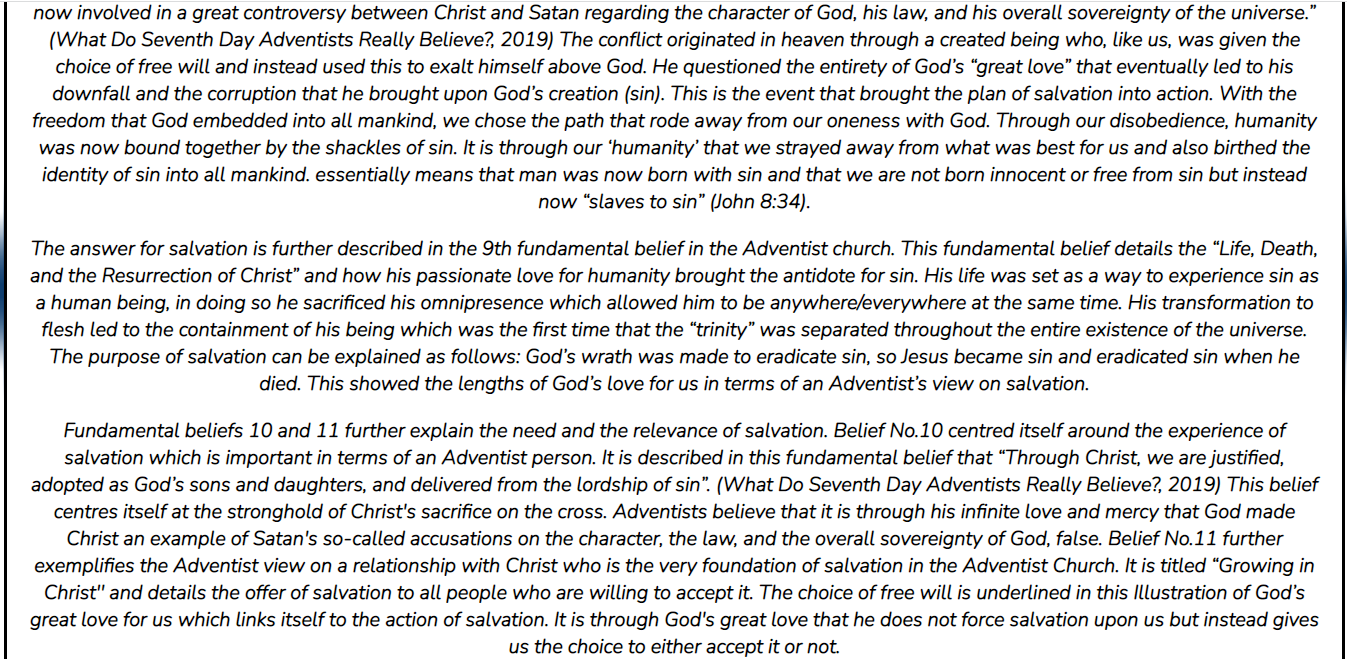 now involved in a great controversy between Christ and Satan regarding the character of God, his law, and his overall sovereignty of the universe.”
(What Do Seventh Day Adventists Really Believe?, 2019) The conflict originated in heaven through a created being who, like us, was given the
choice of free will and instead used this to exalt himself above God. He questioned the entirety of God’s “great love” that eventually led to his
downfall and the corruption that he brought upon God’s creation (sin). This is the event that brought the plan of salvation into action. With the
freedom that God embedded into all mankind, we chose the path that rode away from our oneness with God. Through our disobedience, humanity
was now bound together by the shackles of sin. It is through our ‘humanity’ that we strayed away from what was best for us and also birthed the
identity of sin into all mankind. essentially means that man was now born with sin and that we are not born innocent or free from sin but instead
now “slaves to sin” (John 8:34).
The answer for salvation is further described in the 9th fundamental belief in the Adventist church. This fundamental belief details the “Life, Death,
and the Resurrection of Christ” and how his passionate love for humanity brought the antidote for sin. His life was set as a way to experience sin as
a human being, in doing so he sacrificed his omnipresence which allowed him to be anywhere/everywhere at the same time. His transformation to
flesh led to the containment of his being which was the first time that the “trinity” was separated throughout the entire existence of the universe.
The purpose of salvation can be explained as follows: God’s wrath was made to eradicate sin, so Jesus became sin and eradicated sin when he
died. This showed the lengths of God’s love for us in terms of an Adventist’s view on salvation.
Fundamental beliefs 10 and 11 further explain the need and the relevance of salvation. Belief No.10 centred itself around the experience of
salvation which is important in terms of an Adventist person. It is described in this fundamental belief that “Through Christ, we are justified,
adopted as God’s sons and daughters, and delivered from the lordship of sin”. (What Do Seventh Day Adventists Really Believe?, 2019) This belief
centres itself at the stronghold of Christ's sacrifice on the cross. Adventists believe that it is through his infinite love and mercy that God made
Christ an example of Satan's so-called accusations on the character, the law, and the overall sovereignty of God, false. Belief No.11 further
exemplifies the Adventist view on a relationship with Christ who is the very foundation of salvation in the Adventist Church. It is titled “Growing in
Christ" and details the offer of salvation to all people who are willing to accept it. The choice of free will is underlined in this Illustration of God’s
great love for us which links itself to the action of salvation. It is through God's great love that he does not force salvation upon us but instead gives
us the choice to either accept it or not.